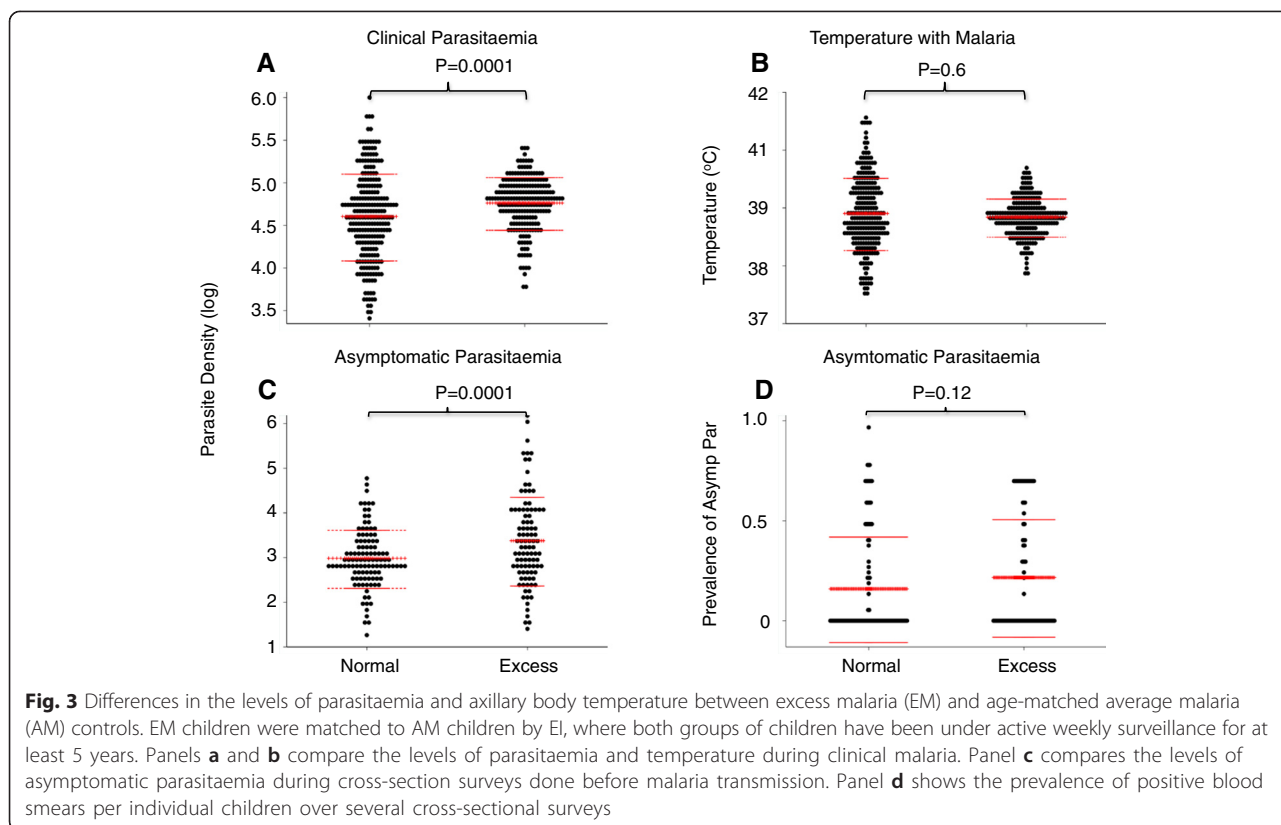 Clinical Parasitaemia
A
P=0.0001
6.0
5.5
5.0
4.5
4.0
3.5
Temperature with Malaria
B
P=0.6
Temperature (°C)
42
41
39
38
37
Parasite Density (log)
Asymptomatic Parasitaemia
C
P=0.0001
6
5
4
3
2
1
Normal
Excess
Asymtomatic Parasitaemia
D
P=0.12
Prevalence of Asymp Par
1.0
0.5
0
Normal
Excess
Fig. 3 Differences in the levels of parasitaemia and axillary body temperature between excess malaria (EM) and age-matched average malaria
(AM) controls. EM children were matched to AM children by EI, where both groups of children have been under active weekly surveillance for at
least 5 years. Panels a and b compare the levels of parasitaemia and temperature during clinical malaria. Panel c compares the levels of
asymptomatic parasitaemia during cross-section surveys done before malaria transmission. Panel d shows the prevalence of positive blood
smears per individual children over several cross-sectional surveys